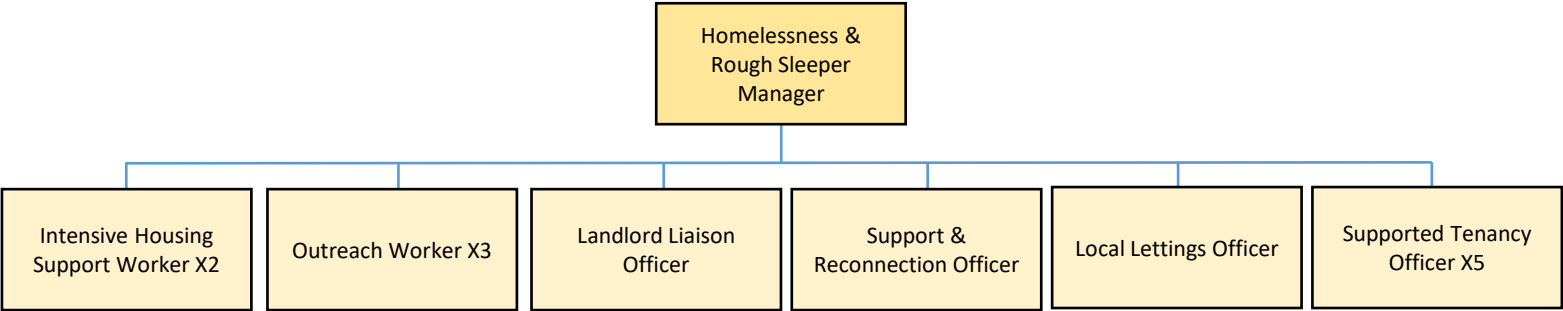 Homelessness &
Rough Sleeper
Manager
Intensive Housing
Support Worker X2
Outreach Worker X3
Landlord Liaison
Officer
Support &
Reconnection Officer
Local Lettings Officer
Supported Tenancy
Officer X5